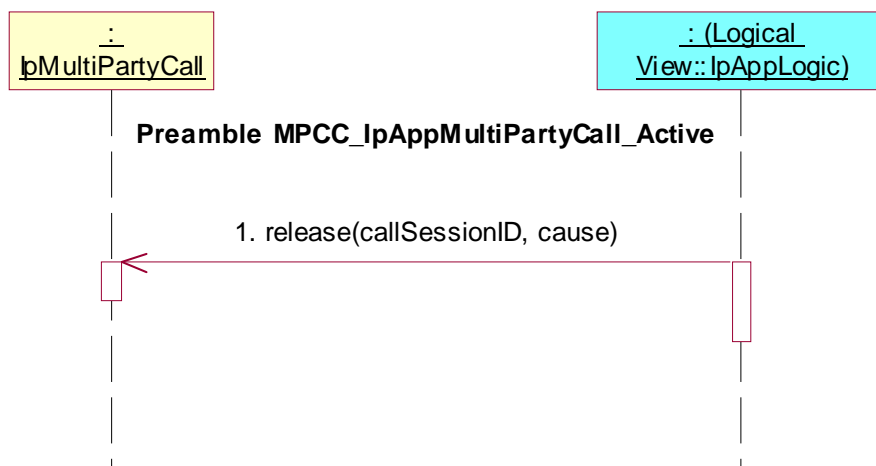 :
IpMultiPartyCall
: (Logical
View::IpAppLogic)
Preamble MPCC_IpAppMultiPartyCall_Active
1. release(callSessionID, cause)